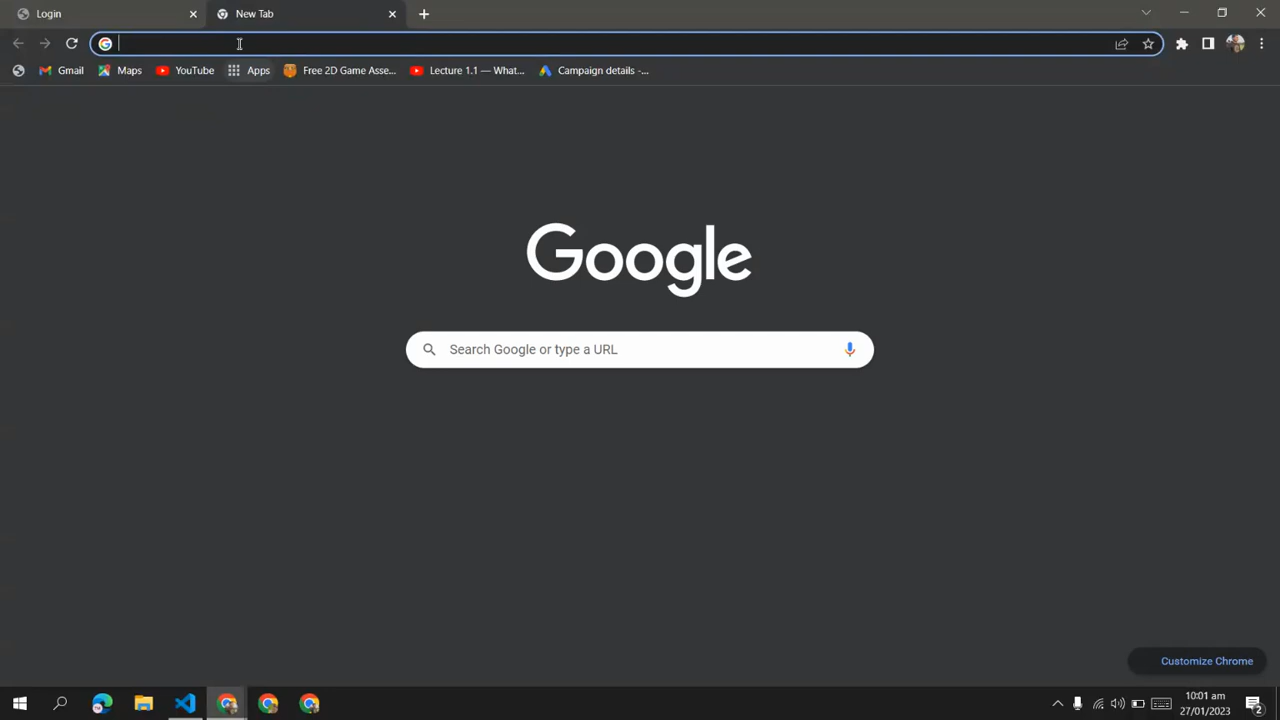 Login
New Tab
Gmail
Maps
YouTube
Apps
Free 2D Game Asse...
Lecture 1.1 — What...
Campaign details -...
Google
Search Google or type a URL
Customize Chrome
10:01 am
27/01/2023
2